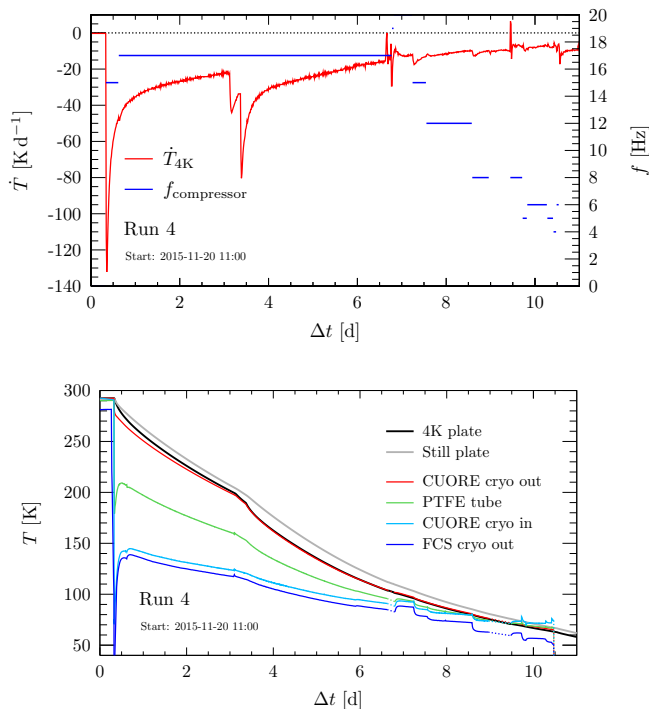 0
-20
-40
-60
-80
-100
-120
-140
Ṫ [K d⁻¹]
20
18
16
14
12
10
8
6
4
2
0
f [Hz]
Ṫ4K
fcompressor
Run 4
Start: 2015-11-20 11:00
0 2 4 6 8 10
Δt [d]
300
250
200
150
100
50
T [K]
4K plate
Still plate
CUORE cryo out
PTFE tube
CUORE cryo in
FCS cryo out
Run 4
Start: 2015-11-20 11:00
0 2 4 6 8 10
Δt [d]